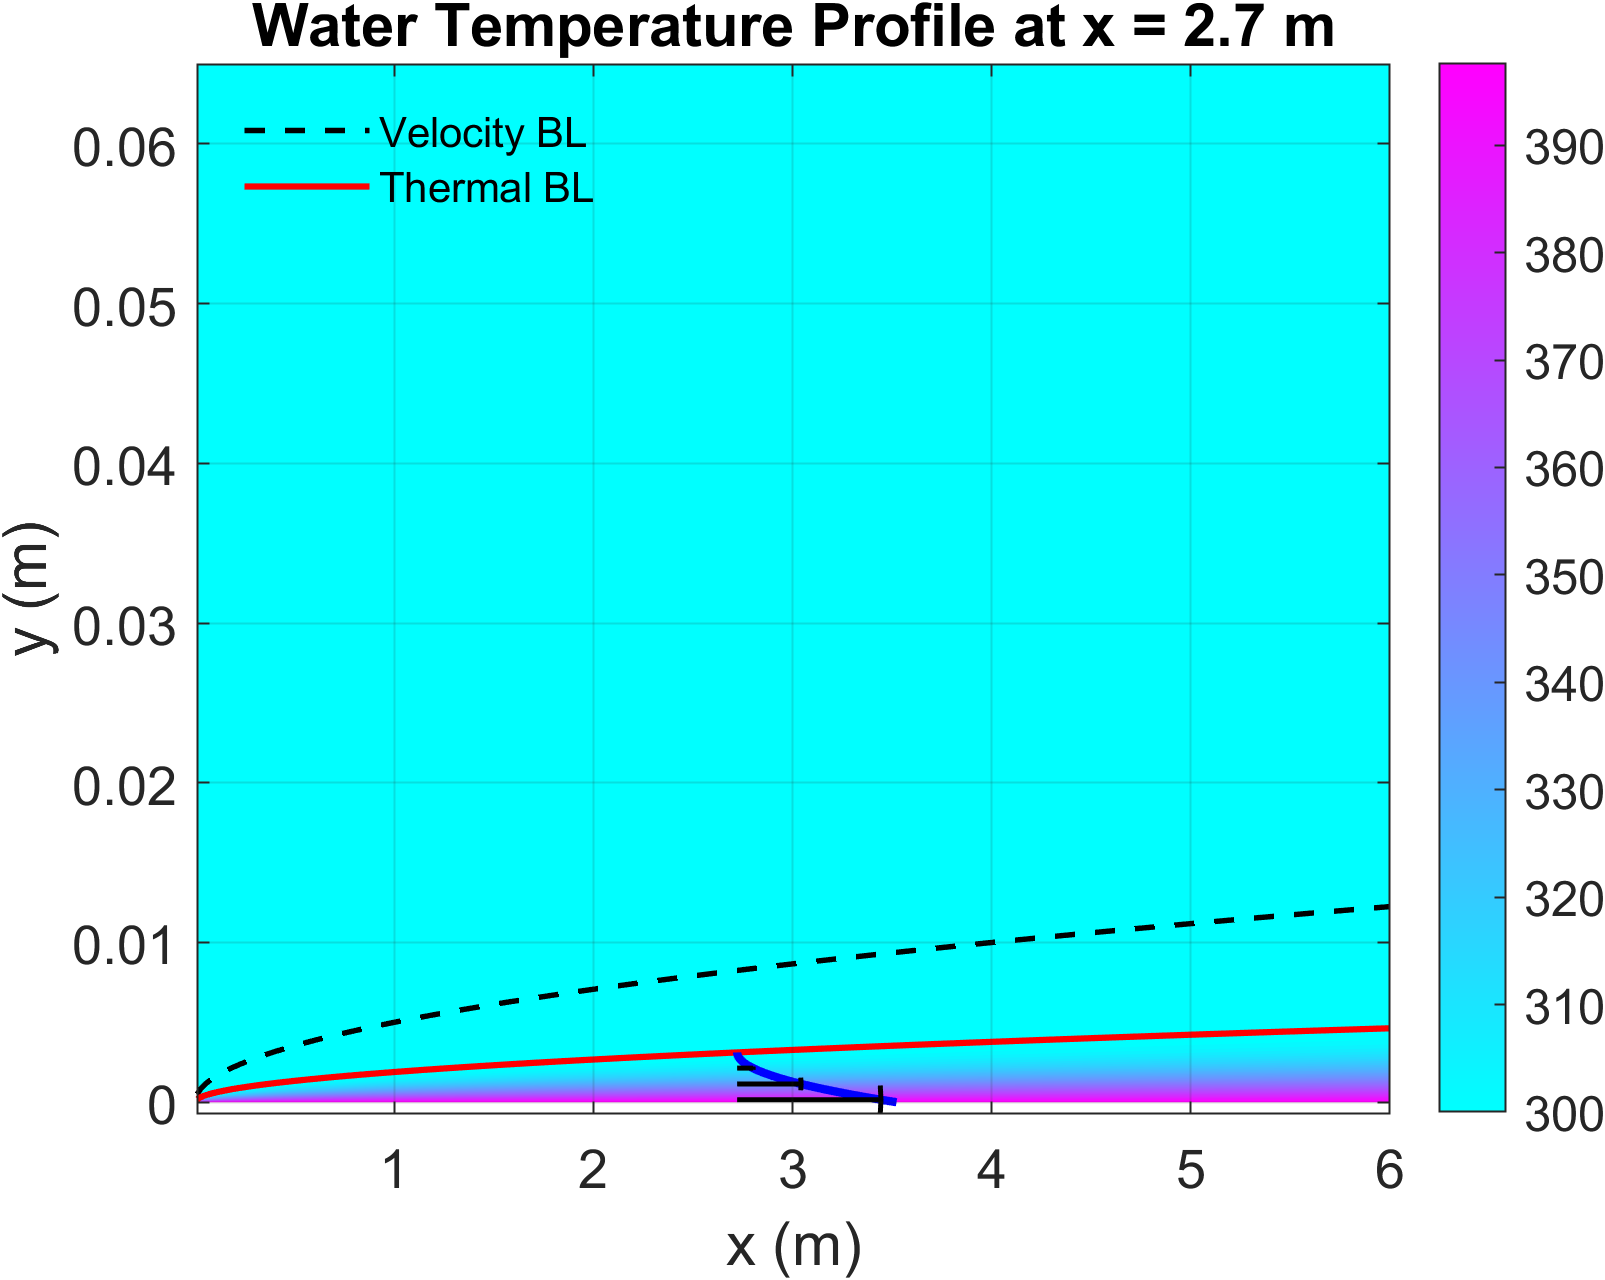 Water Temperature Profile at x = 2.7 m
Velocity BL
Thermal BL
0.06
0.05
0.04
0.03
0.02
0.01
0
y (m)
1 2 3 4 5 6
x (m)
390
380
370
360
350
340
330
320
310
300